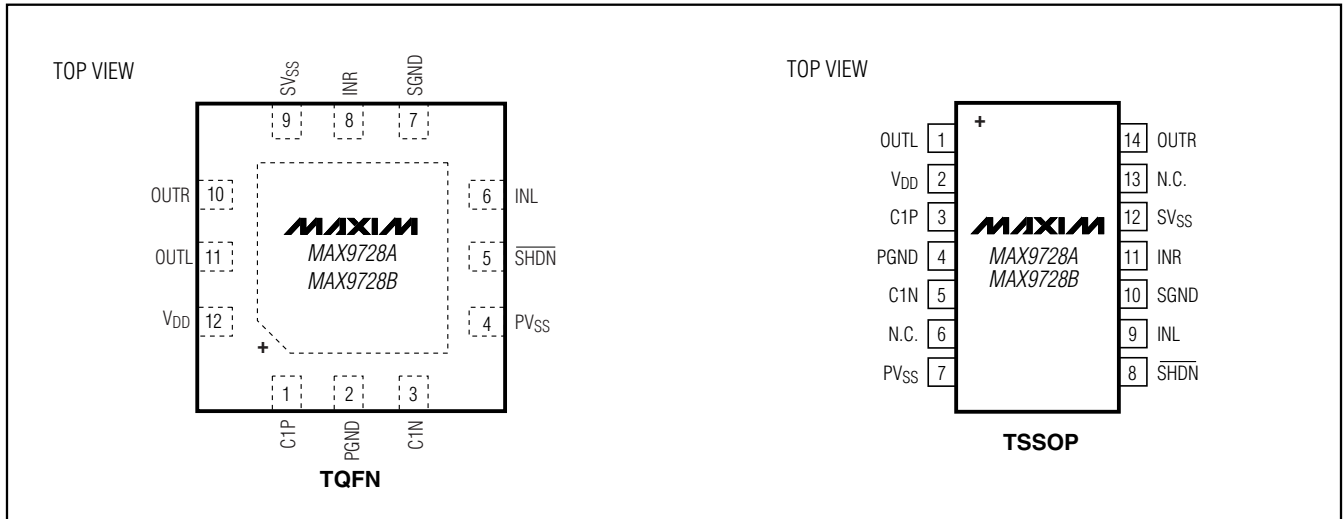 TOP VIEW
SVSS
INR
SGND
9
8
7
OUTR 10
6 INL
OUTL 11
5 SHDN
VDD 12
4 PVSS
MAXIM
MAX9728A
MAX9728B
+
1
2
3
C1P
PGND
C1N
TQFN
TOP VIEW
+
OUTL 1
14 OUTR
VDD 2
13 N.C.
C1P 3
12 SVSS
PGND 4
11 INR
C1N 5
10 SGND
N.C. 6
9 INL
PVSS 7
8 SHDN
MAXIM
MAX9728A
MAX9728B
TSSOP